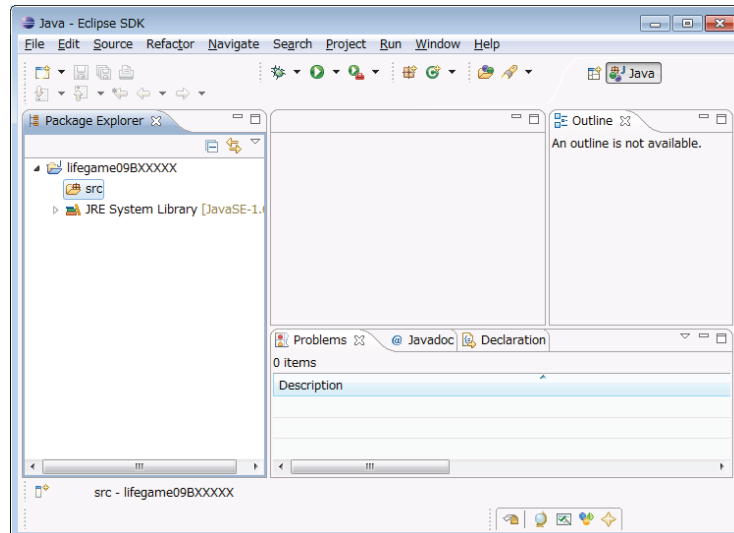 Java - Eclipse SDK
File Edit Source Refactor Navigate Search Project Run Window Help
Java
Package Explorer
Outline
An outline is not available.
lifegame09BXXXXX
src
JRE System Library [JavaSE-1.
Problems @ Javadoc Declaration
0 items
Description
src - lifegame09BXXXXX